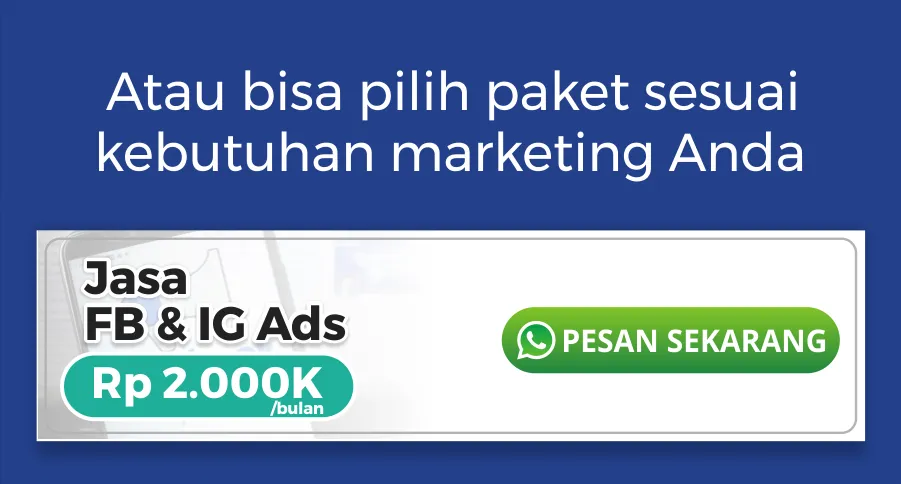 Atau bisa pilih paket sesuai
kebutuhan marketing Anda
Jasa
FB & IG Ads
Rp 2.000K
/bulan
PESAN SEKARANG